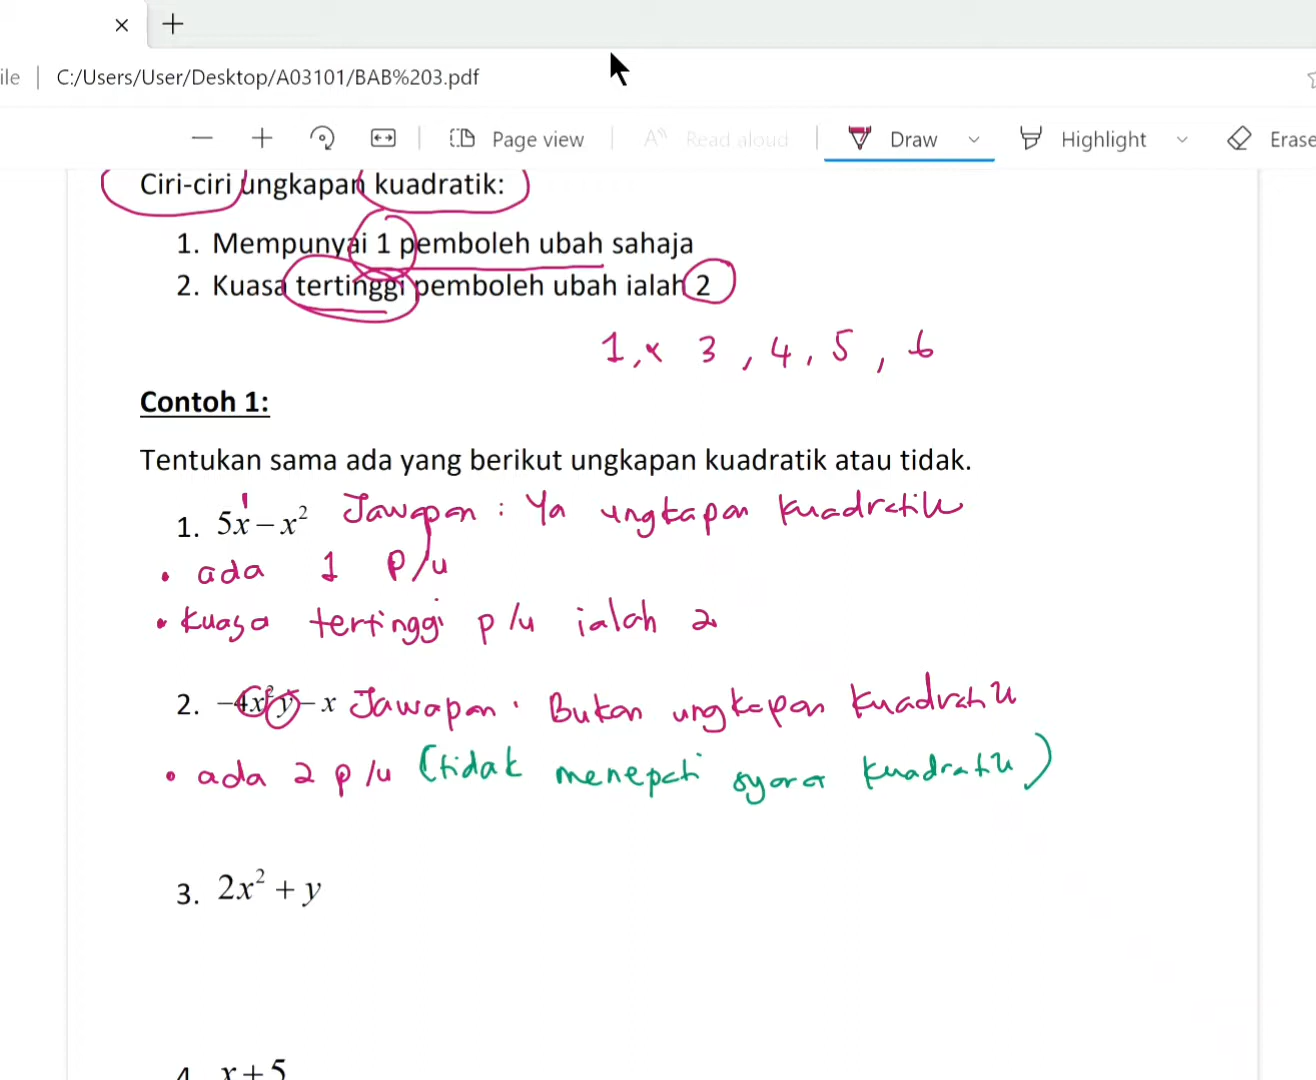 ile | C:/Users/User/Desktop/A03101/BAB%203.pdf
Page view Read aloud Draw Highlight Erase
Ciri-ciri ungkapan kuadratik:
1. Mempunyai 1 pemboleh ubah sahaja
2. Kuasa tertinggi pemboleh ubah ialah 2
1, x 3, 4, 5, 6
Contoh 1:
Tentukan sama ada yang berikut ungkapan kuadratik atau tidak.
1. 5x¹ − x² Jawapan : Ya ungkapan kuadratik
• ada 1 p/u
• kuasa tertinggi p/u ialah 2
2. −4x²y − x Jawapan : Bukan ungkapan kuadratik
• ada 2 p/u (tidak menepati syarat kuadratik)
3. 2x² + y
4. x + 5